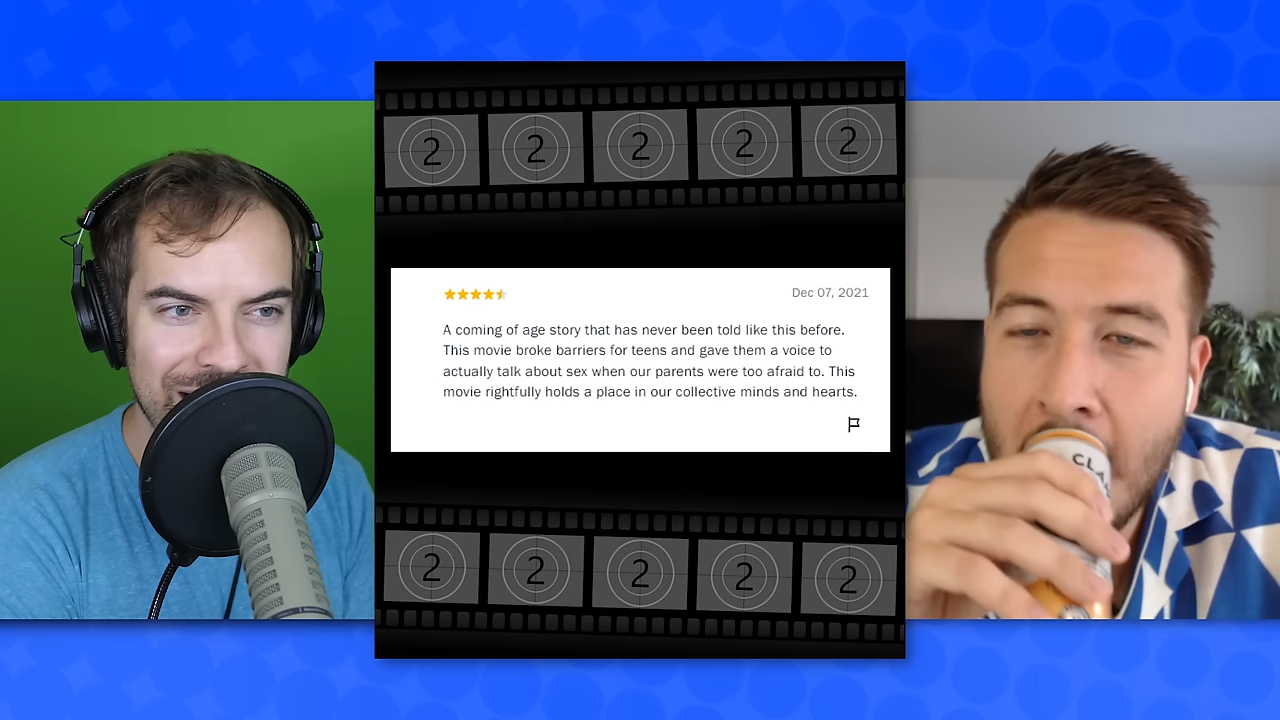 2 2 2 2 2
Dec 07, 2021
A coming of age story that has never been told like this before.
This movie broke barriers for teens and gave them a voice to
actually talk about sex when our parents were too afraid to. This
movie rightfully holds a place in our collective minds and hearts.
CLA
2 2 2 2 2